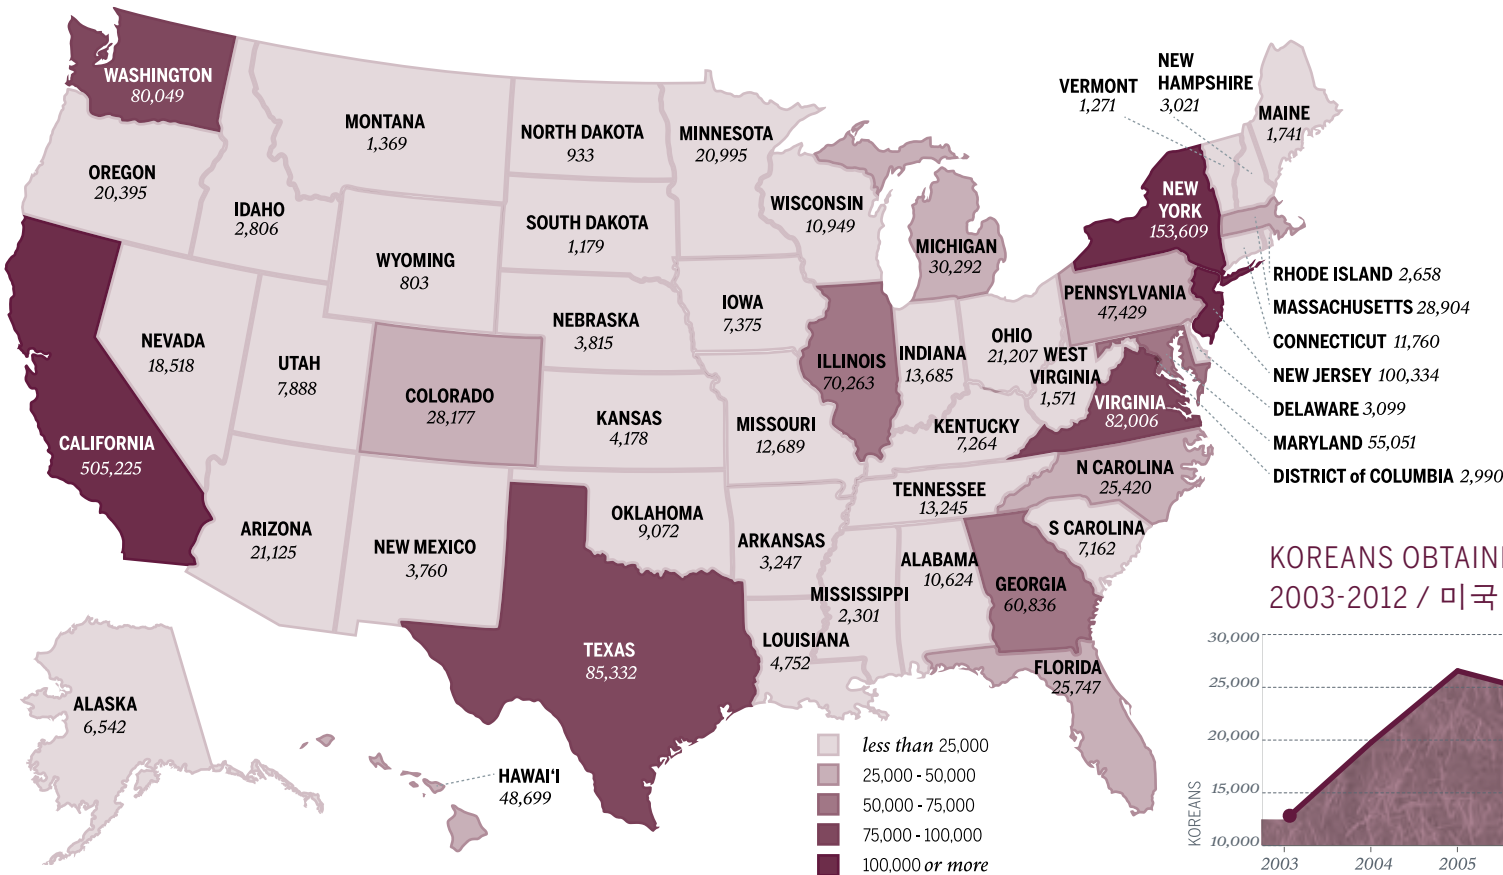 WASHINGTON
80,049
OREGON
20,395
CALIFORNIA
505,225
MONTANA
1,369
IDAHO
2,806
WYOMING
803
NEVADA
18,518
UTAH
7,888
COLORADO
28,177
ARIZONA
21,125
NEW MEXICO
3,760
NORTH DAKOTA
933
SOUTH DAKOTA
1,179
NEBRASKA
3,815
KANSAS
4,178
OKLAHOMA
9,072
TEXAS
85,332
MINNESOTA
20,995
IOWA
7,375
MISSOURI
12,689
ARKANSAS
3,247
LOUISIANA
4,752
WISCONSIN
10,949
ILLINOIS
70,263
MICHIGAN
30,292
INDIANA
13,685
OHIO
21,207
WEST
VIRGINIA
1,571
KENTUCKY
7,264
TENNESSEE
13,245
MISSISSIPPI
2,301
ALABAMA
10,624
GEORGIA
60,836
FLORIDA
25,747
S CAROLINA
7,162
N CAROLINA
25,420
VIRGINIA
82,006
PENNSYLVANIA
47,429
NEW
YORK
153,609
VERMONT
1,271
NEW
HAMPSHIRE
3,021
MAINE
1,741
RHODE ISLAND 2,658
MASSACHUSETTS 28,904
CONNECTICUT 11,760
NEW JERSEY 100,334
DELAWARE 3,099
MARYLAND 55,051
DISTRICT of COLUMBIA 2,990
ALASKA
6,542
HAWAI'I
48,699
less than 25,000
25,000 - 50,000
50,000 - 75,000
75,000 - 100,000
100,000 or more
KOREANS
2003-2012 / 미국
30,000
25,000
20,000
15,000
10,000
KOREANS
2003 2004 2005